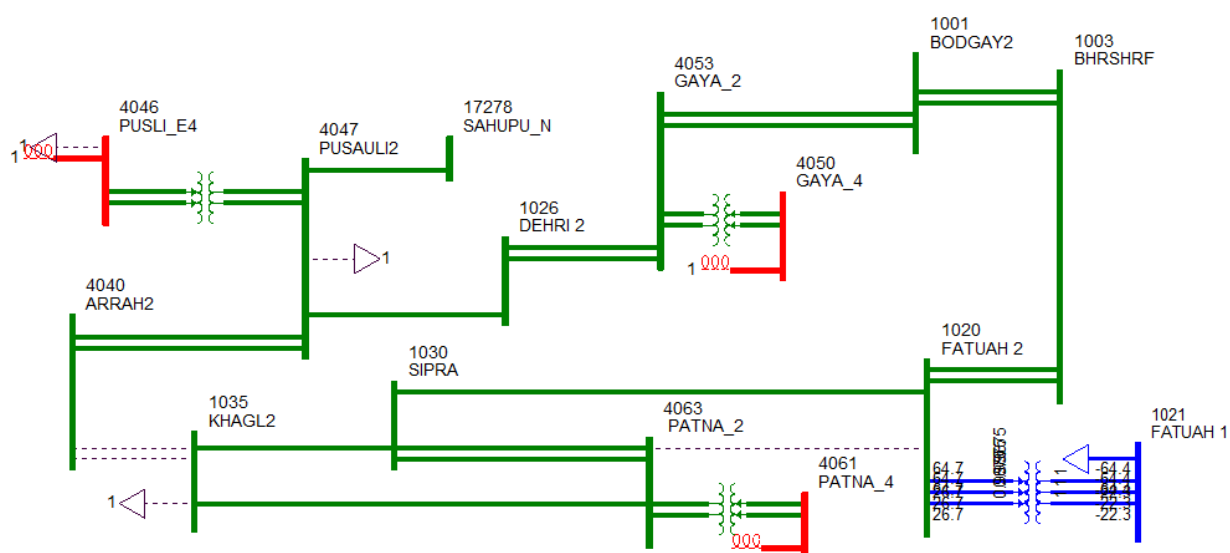 1001
BODGAY2
1003
BHRSHRF
4053
GAYA_2
4046
PUSLI_E4
17278
SAHUPU_N
4047
PUSAULI2
1
1
4050
GAYA_4
1026
DEHRI 2
1
1
4040
ARRAH2
1020
FATUAH 2
1030
SIPRA
1035
KHAGL2
4063
PATNA_2
1021
FATUAH 1
4061
PATNA_4
1
64.7
-64.4
26.7
-22.3